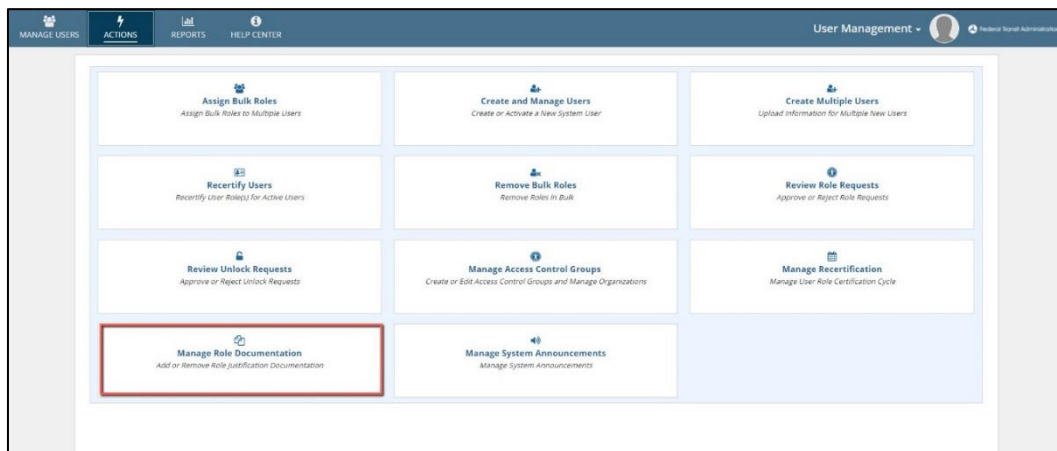 MANAGE USERS
ACTIONS
REPORTS
HELP CENTER
User Management
Federal Transit Administration
Assign Bulk Roles
Assign Bulk Roles to Multiple Users
Create and Manage Users
Create or Activate a New System User
Create Multiple Users
Upload Information for Multiple New Users
Recertify Users
Recertify User Role(s) for Active Users
Remove Bulk Roles
Remove Roles in Bulk
Review Role Requests
Approve or Reject Role Requests
Review Unlock Requests
Approve or Reject Unlock Requests
Manage Access Control Groups
Create or Edit Access Control Groups and Manage Organizations
Manage Recertification
Manage User Role Certification Cycle
Manage Role Documentation
Add or Remove Role Justification Documentation
Manage System Announcements
Manage System Announcements